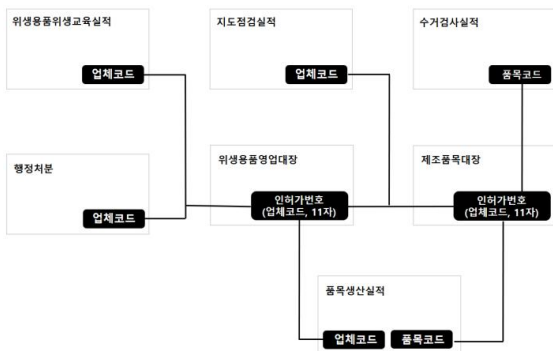 위생용품위생교육실적
업체코드
지도점검실적
업체코드
수거검사실적
품목코드
행정처분
업체코드
위생용품영업대장
인허가번호
(업체코드, 11자)
제조품목대장
인허가번호
(업체코드, 11자)
품목생산실적
업체코드
품목코드